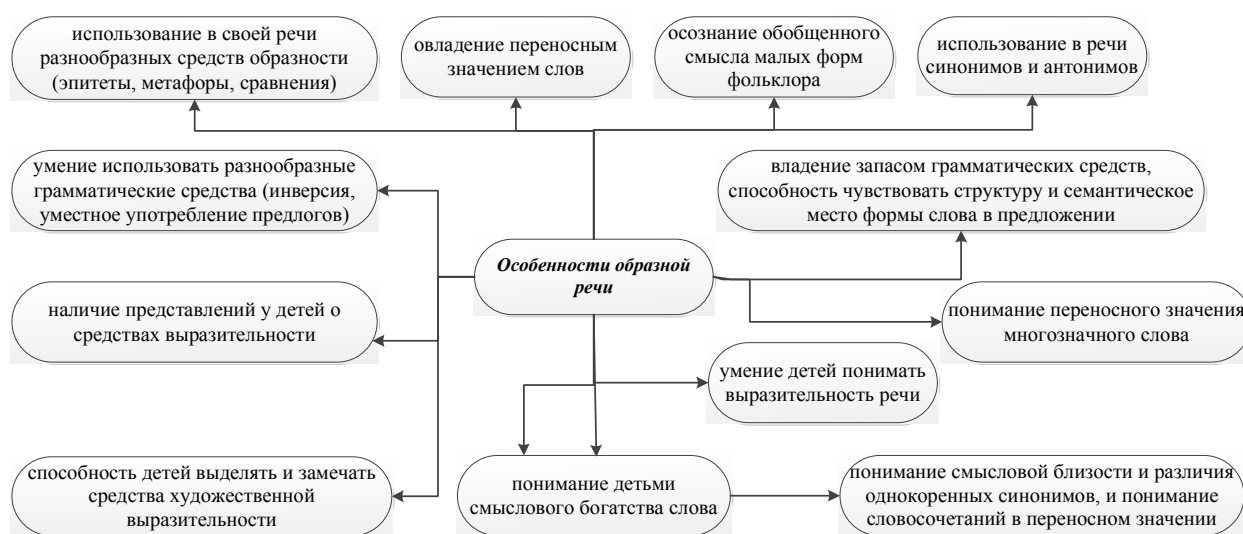 использование в своей речи
разнообразных средств образности
(эпитеты, метафоры, сравнения)
овладение переносным
значением слов
осознание обобщенного
смысла малых форм
фольклора
использование в речи
синонимов и антонимов
умение использовать разнообразные
грамматические средства (инверсия,
уместное употребление предлогов)
владение запасом грамматических средств,
способность чувствовать структуру и семантическое
место формы слова в предложении
Особенности образной
речи
наличие представлений у детей о
средствах выразительности
понимание переносного значения
многозначного слова
умение детей понимать
выразительность речи
способность детей выделять и замечать
средства художественной
выразительности
понимание детьми
смыслового богатства слова
понимание смысловой близости и различия
однокоренных синонимов, и понимание
словосочетаний в переносном значении